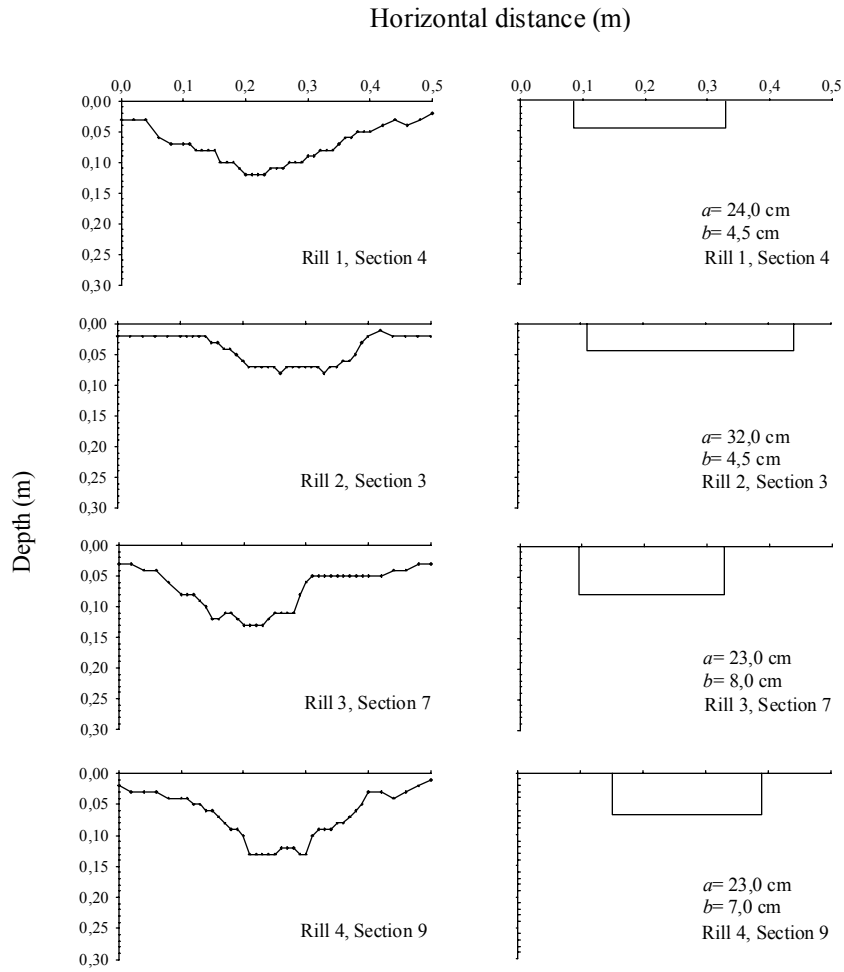 Horizontal distance (m)
0,0 0,1 0,2 0,3 0,4 0,5
0,00
0,05
0,10
0,15
0,20
0,25
0,30
Rill 1, Section 4
0,0 0,1 0,2 0,3 0,4 0,5
a= 24,0 cm
b= 4,5 cm
Rill 1, Section 4
0,00
0,05
0,10
0,15
0,20
0,25
0,30
Rill 2, Section 3
a= 32,0 cm
b= 4,5 cm
Rill 2, Section 3
Depth (m)
0,00
0,05
0,10
0,15
0,20
0,25
0,30
Rill 3, Section 7
a= 23,0 cm
b= 8,0 cm
Rill 3, Section 7
0,00
0,05
0,10
0,15
0,20
0,25
0,30
Rill 4, Section 9
a= 23,0 cm
b= 7,0 cm
Rill 4, Section 9